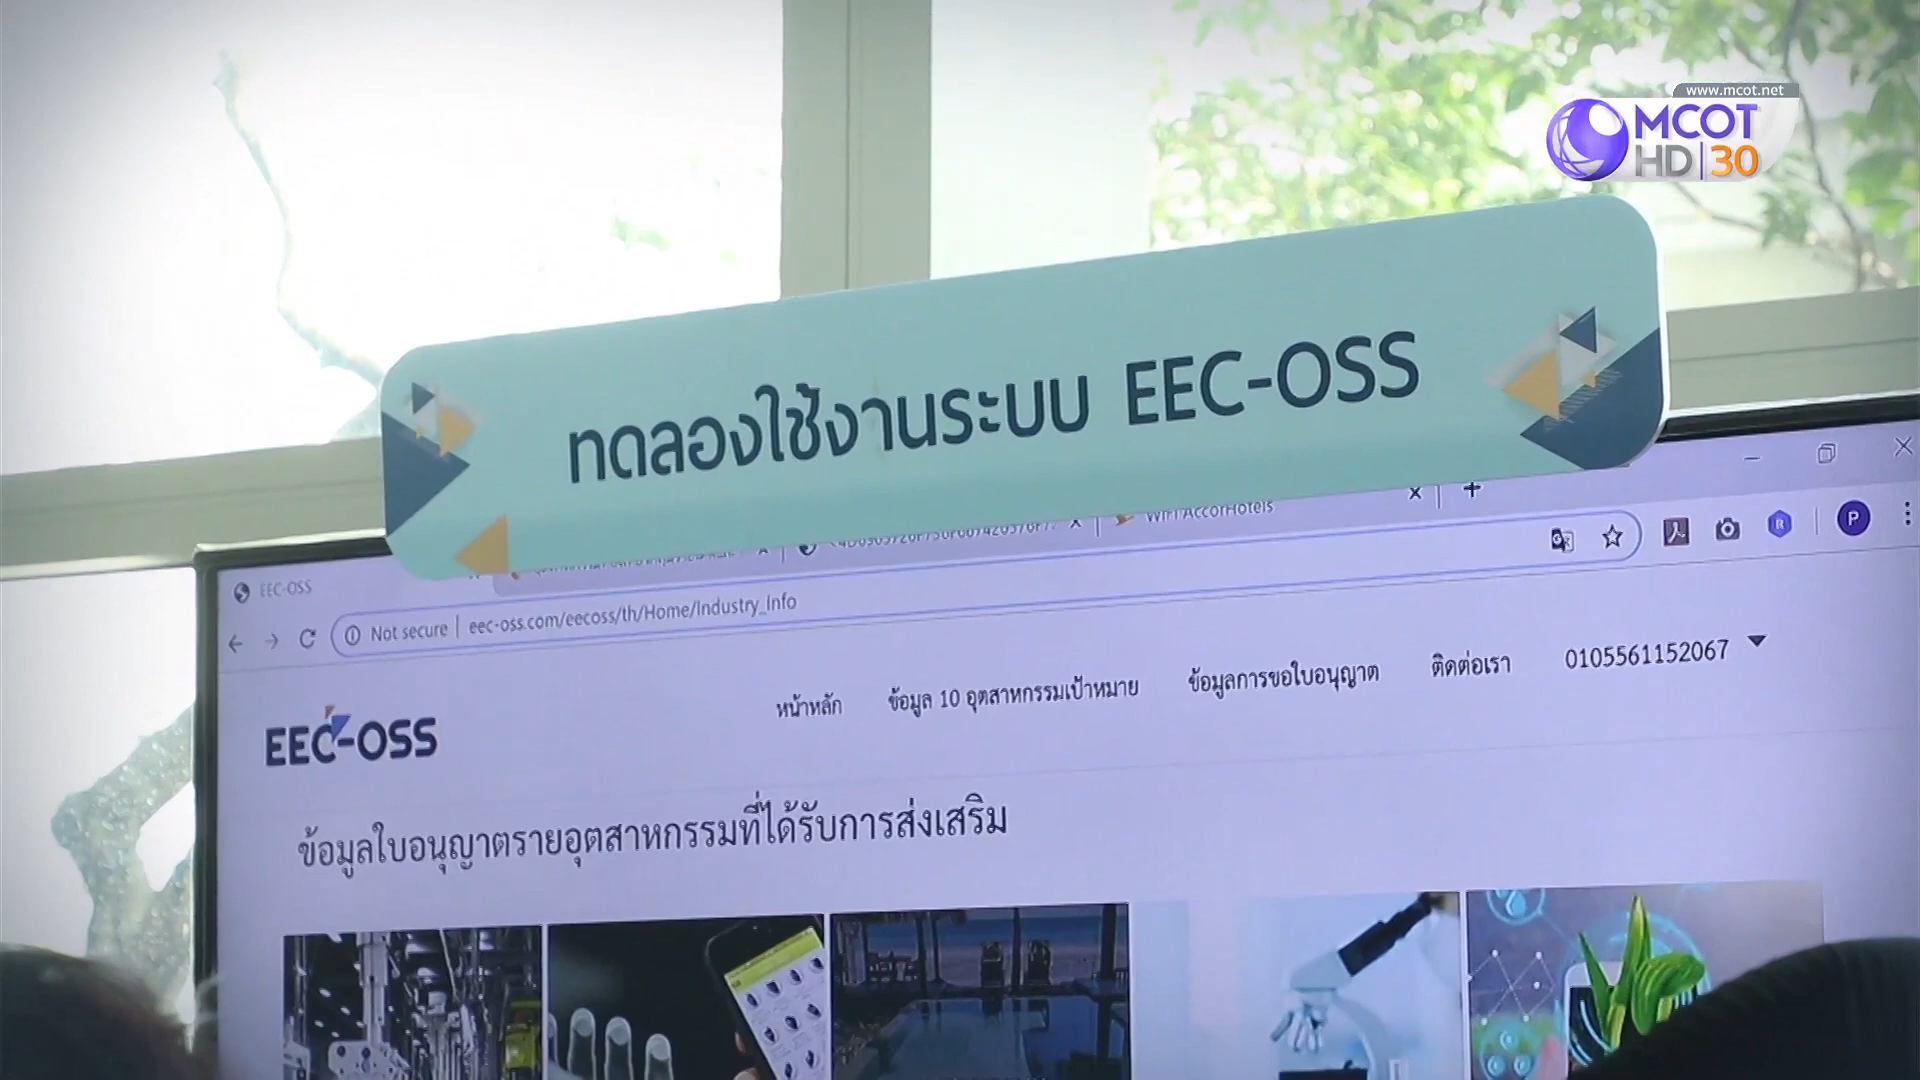 www.mcot.net
MCOT
HD 30
ทดลองใช้งานระบบ EEC-OSS
WIFI AccorHotels
EEC-OSS
Not secure eec-oss.com/eecoss/th/Home/Industry_Info
P
EEC-OSS
หน้าหลัก ข้อมูล 10 อุตสาหกรรมเป้าหมาย ข้อมูลการขอใบอนุญาต ติดต่อเรา 0105561152067
ข้อมูลใบอนุญาตรายอุตสาหกรรมที่ได้รับการส่งเสริม